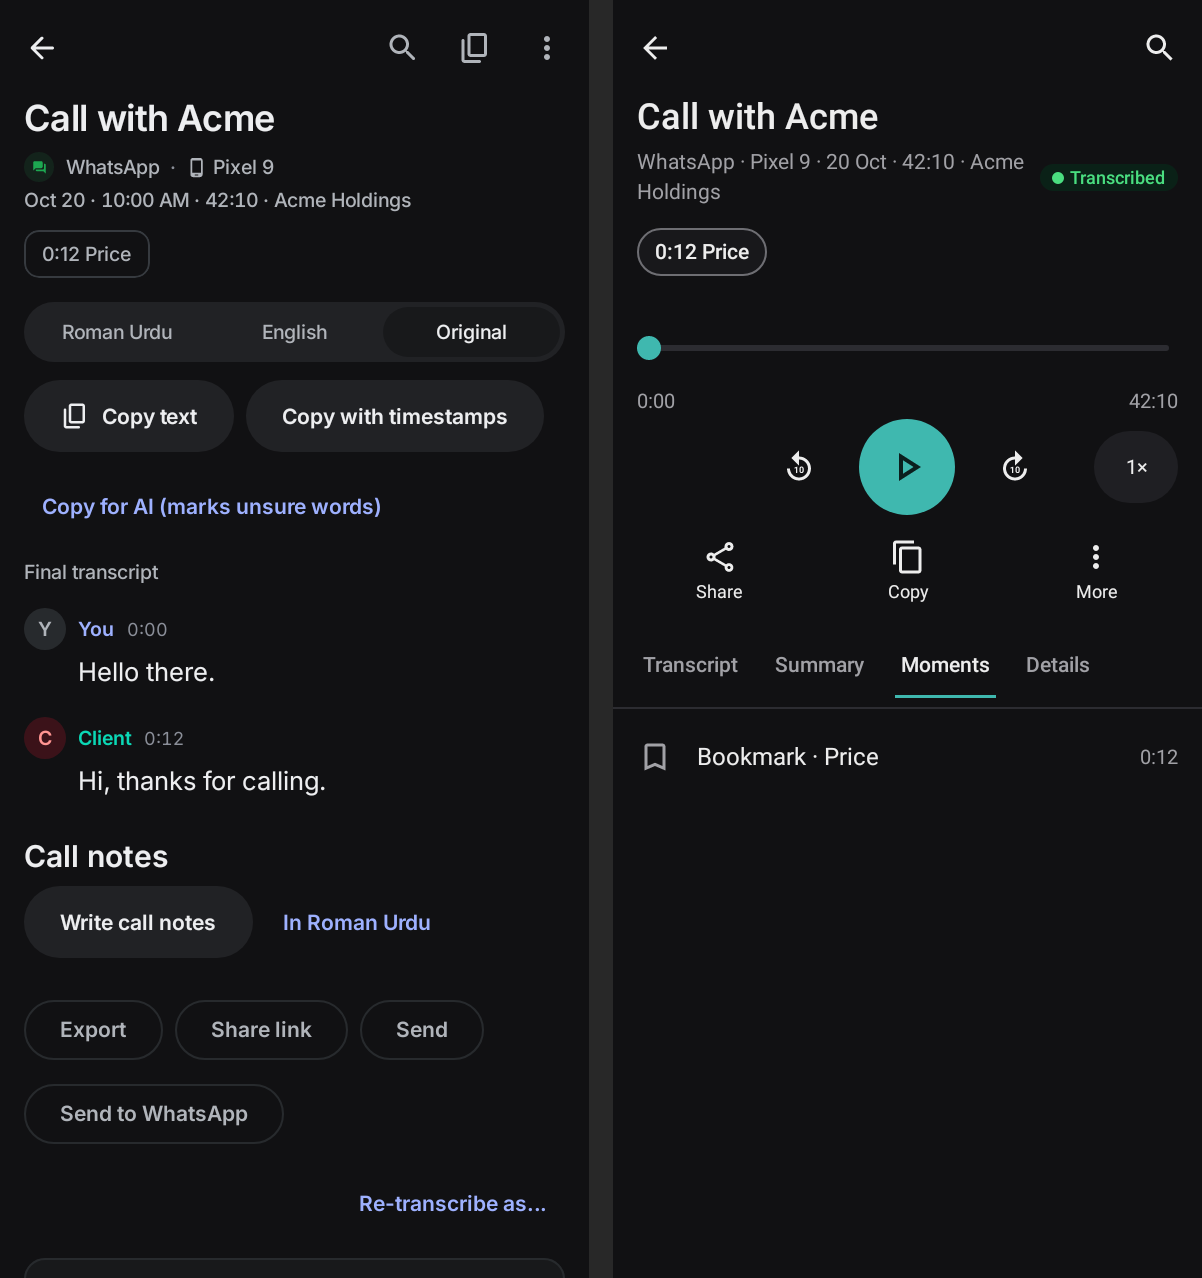 Call with Acme
WhatsApp · Pixel 9
Oct 20 · 10:00 AM · 42:10 · Acme Holdings
0:12 Price
Roman Urdu English Original
Copy text Copy with timestamps
Copy for AI (marks unsure words)
Final transcript
Y You 0:00
Hello there.
C Client 0:12
Hi, thanks for calling.
Call notes
Write call notes In Roman Urdu
Export Share link Send
Send to WhatsApp
Re-transcribe as...
Call with Acme
WhatsApp · Pixel 9 · 20 Oct · 42:10 · Acme
Holdings
Transcribed
0:12 Price
0:00 42:10
10 10 1×
Share Copy More
Transcript Summary Moments Details
Bookmark · Price 0:12